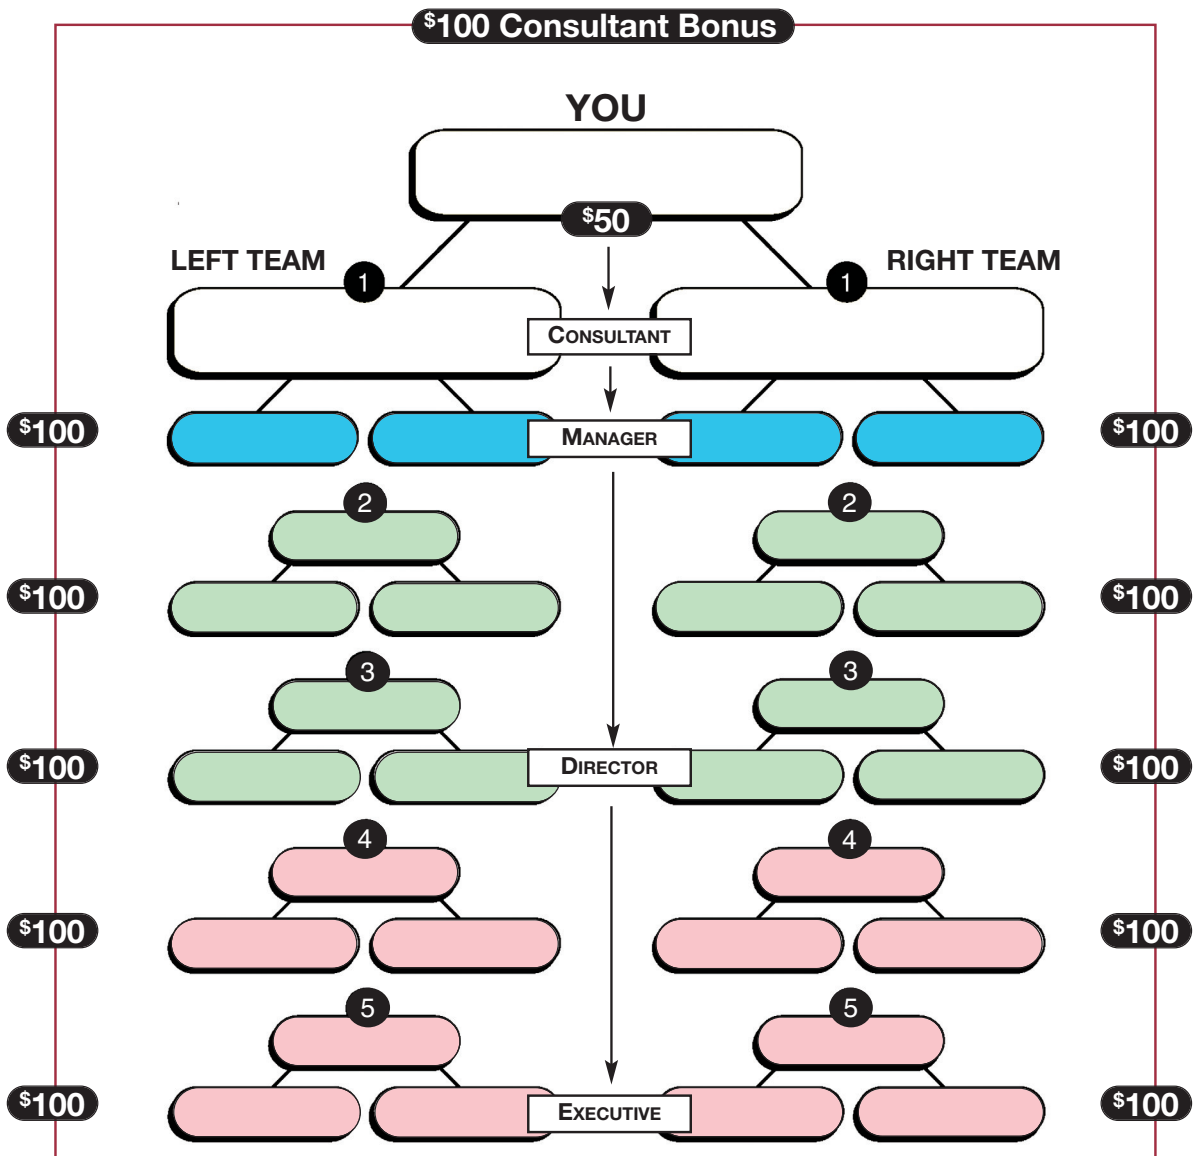 $100 Consultant Bonus
YOU
$50
LEFT TEAM
RIGHT TEAM
1
1
CONSULTANT
$100
MANAGER
$100
2
2
$100
$100
3
3
$100
DIRECTOR
$100
4
4
$100
$100
5
5
$100
EXECUTIVE
$100